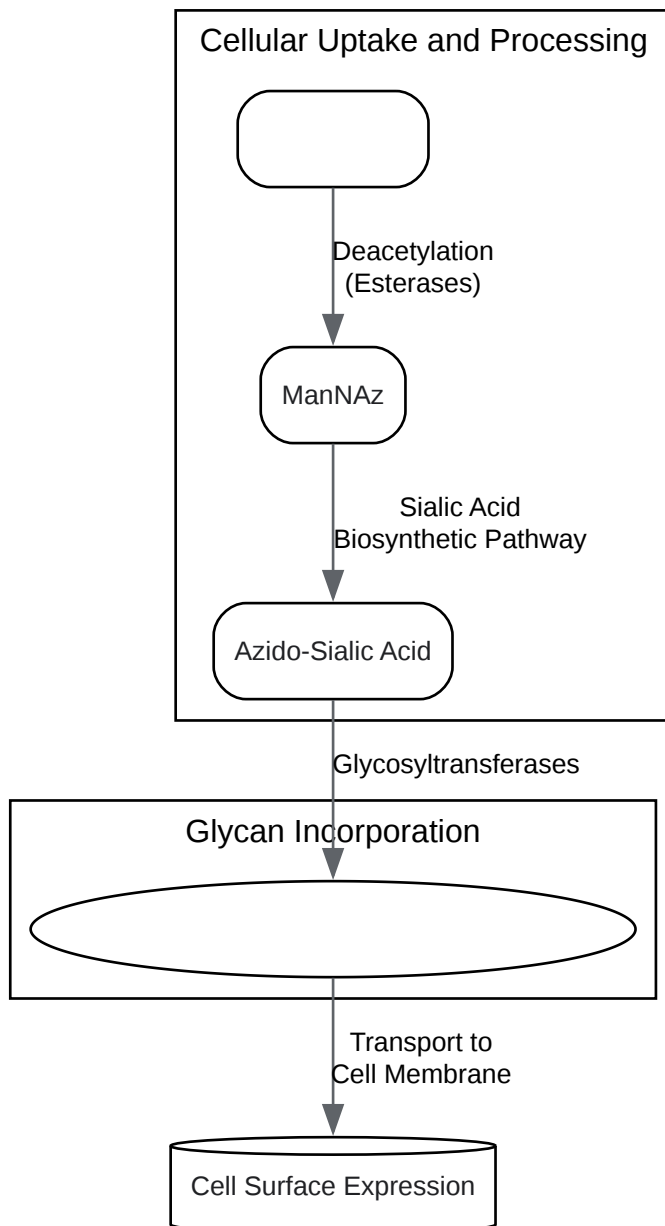 Cellular Uptake and Processing
Deacetylation
(Esterases)
ManNAz
Sialic Acid
Biosynthetic Pathway
Azido-Sialic Acid
Glycosyltransferases
Glycan Incorporation
Transport to
Cell Membrane
Cell Surface Expression